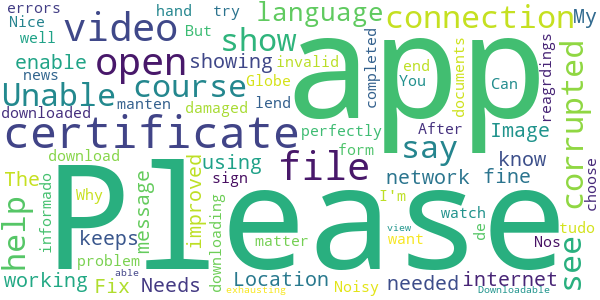 errors hand try language connection My
Nice well But
video open show app
enable showing invalid completed
news Globe end documents reagrdings
Unable course You Can Image corrupted
downloaded manten damaged lend
certificate perfectly After say
download form know choose
The using file network fine see
help informado message improved sign I'm
Why Please watch
keeps problem downloading matter want view de tudo
working Fix Needs Location needed internet Nos
able exhausting Noisy Downloadable